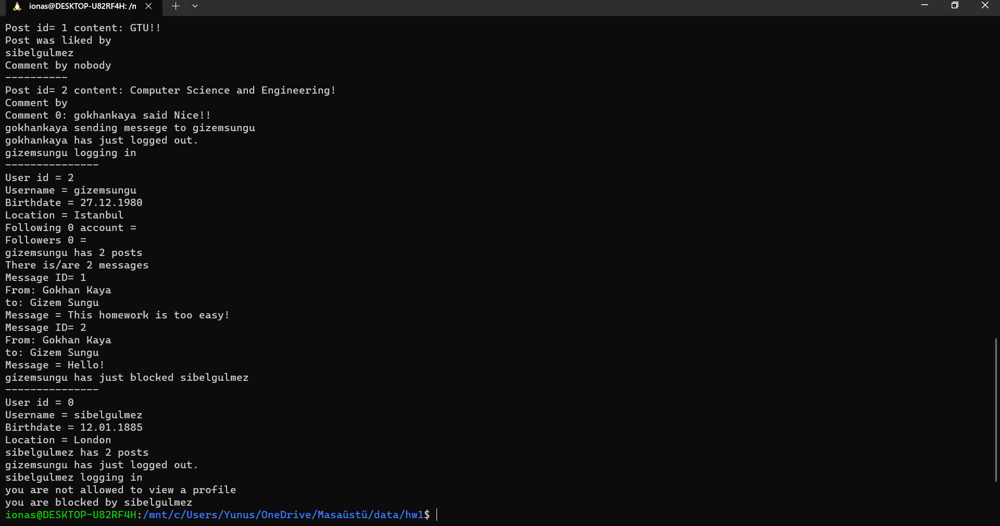 ionas@DESKTOP-U82RF4H: /n
Post id= 1 content: GTU!!
Post was liked by
sibelgulmez
Comment by nobody
----------
Post id= 2 content: Computer Science and Engineering!
Comment by
Comment 0: gokhankaya said Nice!!
gokhankaya sending messege to gizemsungu
gokhankaya has just logged out.
gizemsungu logging in
---------------
User id = 2
Username = gizemsungu
Birthdate = 27.12.1980
Location = Istanbul
Following 0 account =
Followers 0 =
gizemsungu has 2 posts
There is/are 2 messages
Message ID= 1
From: Gokhan Kaya
to: Gizem Sungu
Message = This homework is too easy!
Message ID= 2
From: Gokhan Kaya
to: Gizem Sungu
Message = Hello!
gizemsungu has just blocked sibelgulmez
---------------
User id = 0
Username = sibelgulmez
Birthdate = 12.01.1885
Location = London
sibelgulmez has 2 posts
gizemsungu has just logged out.
sibelgulmez logging in
you are not allowed to view a profile
you are blocked by sibelgulmez
ionas@DESKTOP-U82RF4H:/mnt/c/Users/Yunus/OneDrive/Masaüstü/data/hw1$